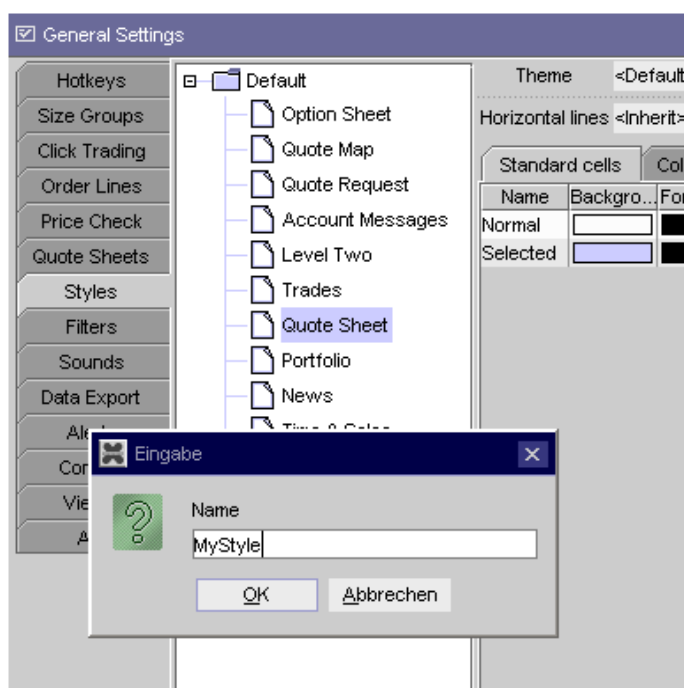 General Settings
Hotkeys
Size Groups
Click Trading
Order Lines
Price Check
Quote Sheets
Styles
Filters
Sounds
Data Export
Default
Option Sheet
Quote Map
Quote Request
Account Messages
Level Two
Trades
Quote Sheet
Portfolio
News
Theme <Default
Horizontal lines <Inherit>
Standard cells Col
Name Backgro... For
Normal
Selected
Eingabe
Name
MyStyle
OK Abbrechen